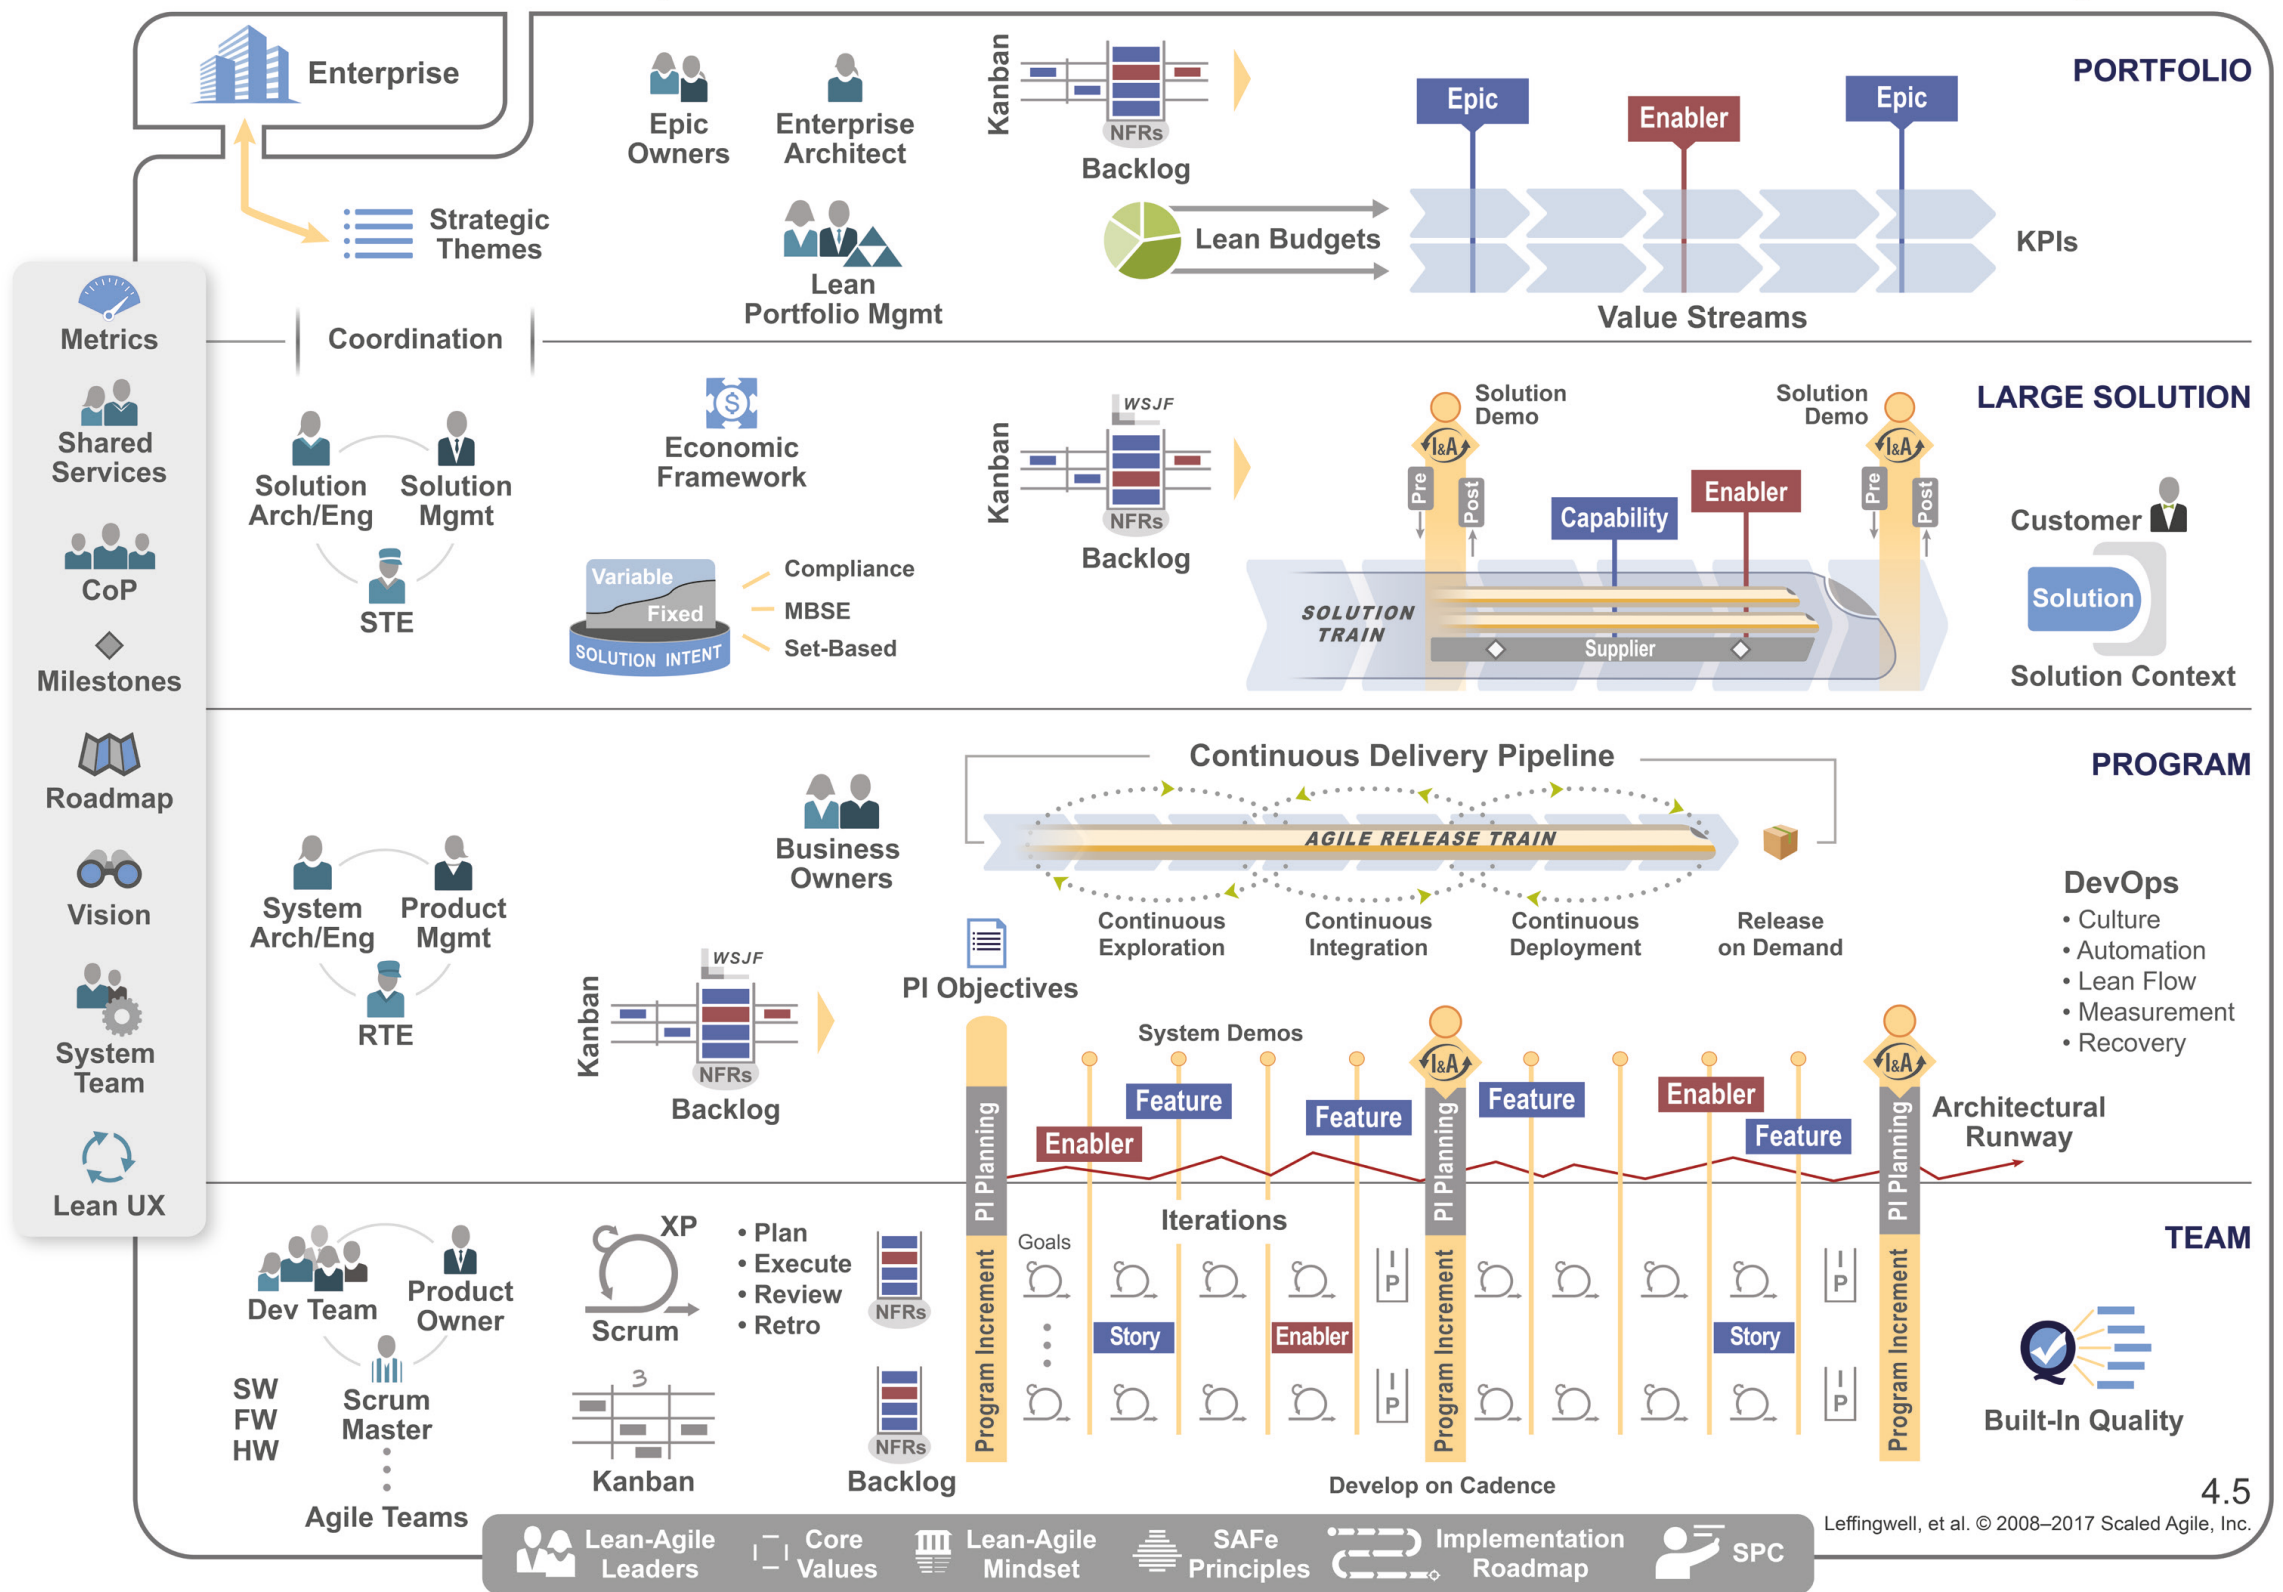 Enterprise
Strategic
Themes
Epic
Owners
Enterprise
Architect
Lean
Portfolio Mgmt
Kanban
NFRs
Backlog
Lean Budgets
Epic
Enabler
Epic
KPIs
Value Streams
PORTFOLIO
Metrics
Shared
Services
CoP
Milestones
Roadmap
Vision
System
Team
Lean UX
Coordination
Solution
Arch/Eng
Solution
Mgmt
STE
Economic
Framework
Variable
Fixed
SOLUTION INTENT
Compliance
MBSE
Set-Based
Kanban
WSJF
NFRs
Backlog
Solution
Demo
I&A
Pre
Post
Capability
Enabler
Solution
Demo
I&A
Pre
Post
SOLUTION
TRAIN
Supplier
LARGE SOLUTION
Customer
Solution
Solution Context
System
Arch/Eng
Product
Mgmt
RTE
Business
Owners
Kanban
WSJF
NFRs
Backlog
Continuous Delivery Pipeline
AGILE RELEASE TRAIN
Continuous
Exploration
Continuous
Integration
Continuous
Deployment
Release
on Demand
PROGRAM
DevOps
• Culture
• Automation
• Lean Flow
• Measurement
• Recovery
PI Objectives
System Demos
I&A
I&A
PI Planning
Enabler
Feature
Feature
PI Planning
Feature
Enabler
Feature
PI Planning
Architectural
Runway
Dev Team
Product
Owner
Scrum
Master
SW
FW
HW
Agile Teams
XP
Scrum
• Plan
• Execute
• Review
• Retro
3
Kanban
NFRs
NFRs
Backlog
Program Increment
Goals
Iterations
Story
Enabler
I
P
I
P
Program Increment
Story
I
P
I
P
Program Increment
Develop on Cadence
TEAM
Built-In Quality
4.5
Leffingwell, et al. © 2008–2017 Scaled Agile, Inc.
Lean-Agile
Leaders
Core
Values
Lean-Agile
Mindset
SAFe
Principles
Implementation
Roadmap
SPC